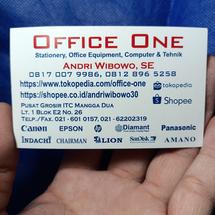 OFFICE ONE
Stationery, Office Equipment, Computer & Tehnik
ANDRI WIBOWO, SE
0817 007 9986, 0812 896 5258
https://www.tokopedia.com/office-one
tokopedia
https://shopee.co.id/andriwibowo30
Shopee
PUSAT GROSIR ITC MANGGA DUA
LT. 1 BLOK E2 NO. 26
TELP./FAX. : 021-601 0157, 021-62202319
Canon EPSON hp Diamant Panasonic
INDACHI CHAIRMAN LION SanDisk AMANO